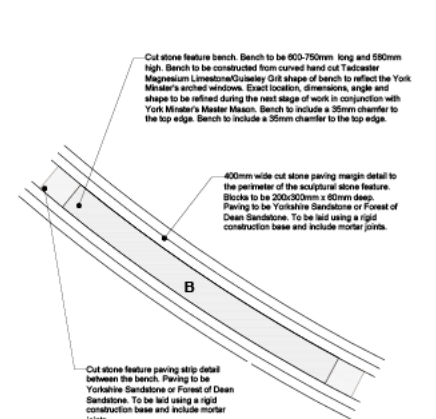 Cut stone feature bench. Bench to be 600-750mm long and 580mm
high. Bench to be constructed from curved hand cut Tadcaster
Magnesium Limestone/Guiseley Grit shape of bench to reflect the York
Minster's arched windows. Exact location, dimensions, angle and
shape to be refined during the next stage of work in conjunction with
York Minster's Master Mason. Bench to include a 35mm chamfer to
the top edge. Bench to include a 35mm chamfer to the top edge.
400mm wide cut stone paving margin detail to
the perimeter of the sculptural stone feature.
Blocks to be 200x300mm x 60mm deep.
Paving to be Yorkshire Sandstone or Forest of
Dean Sandstone. To be laid using a rigid
construction base and include mortar joints.
B
Cut stone feature paving strip detail
between the bench. Paving to be
Yorkshire Sandstone or Forest of Dean
Sandstone. To be laid using a rigid
construction base and include mortar
joints.